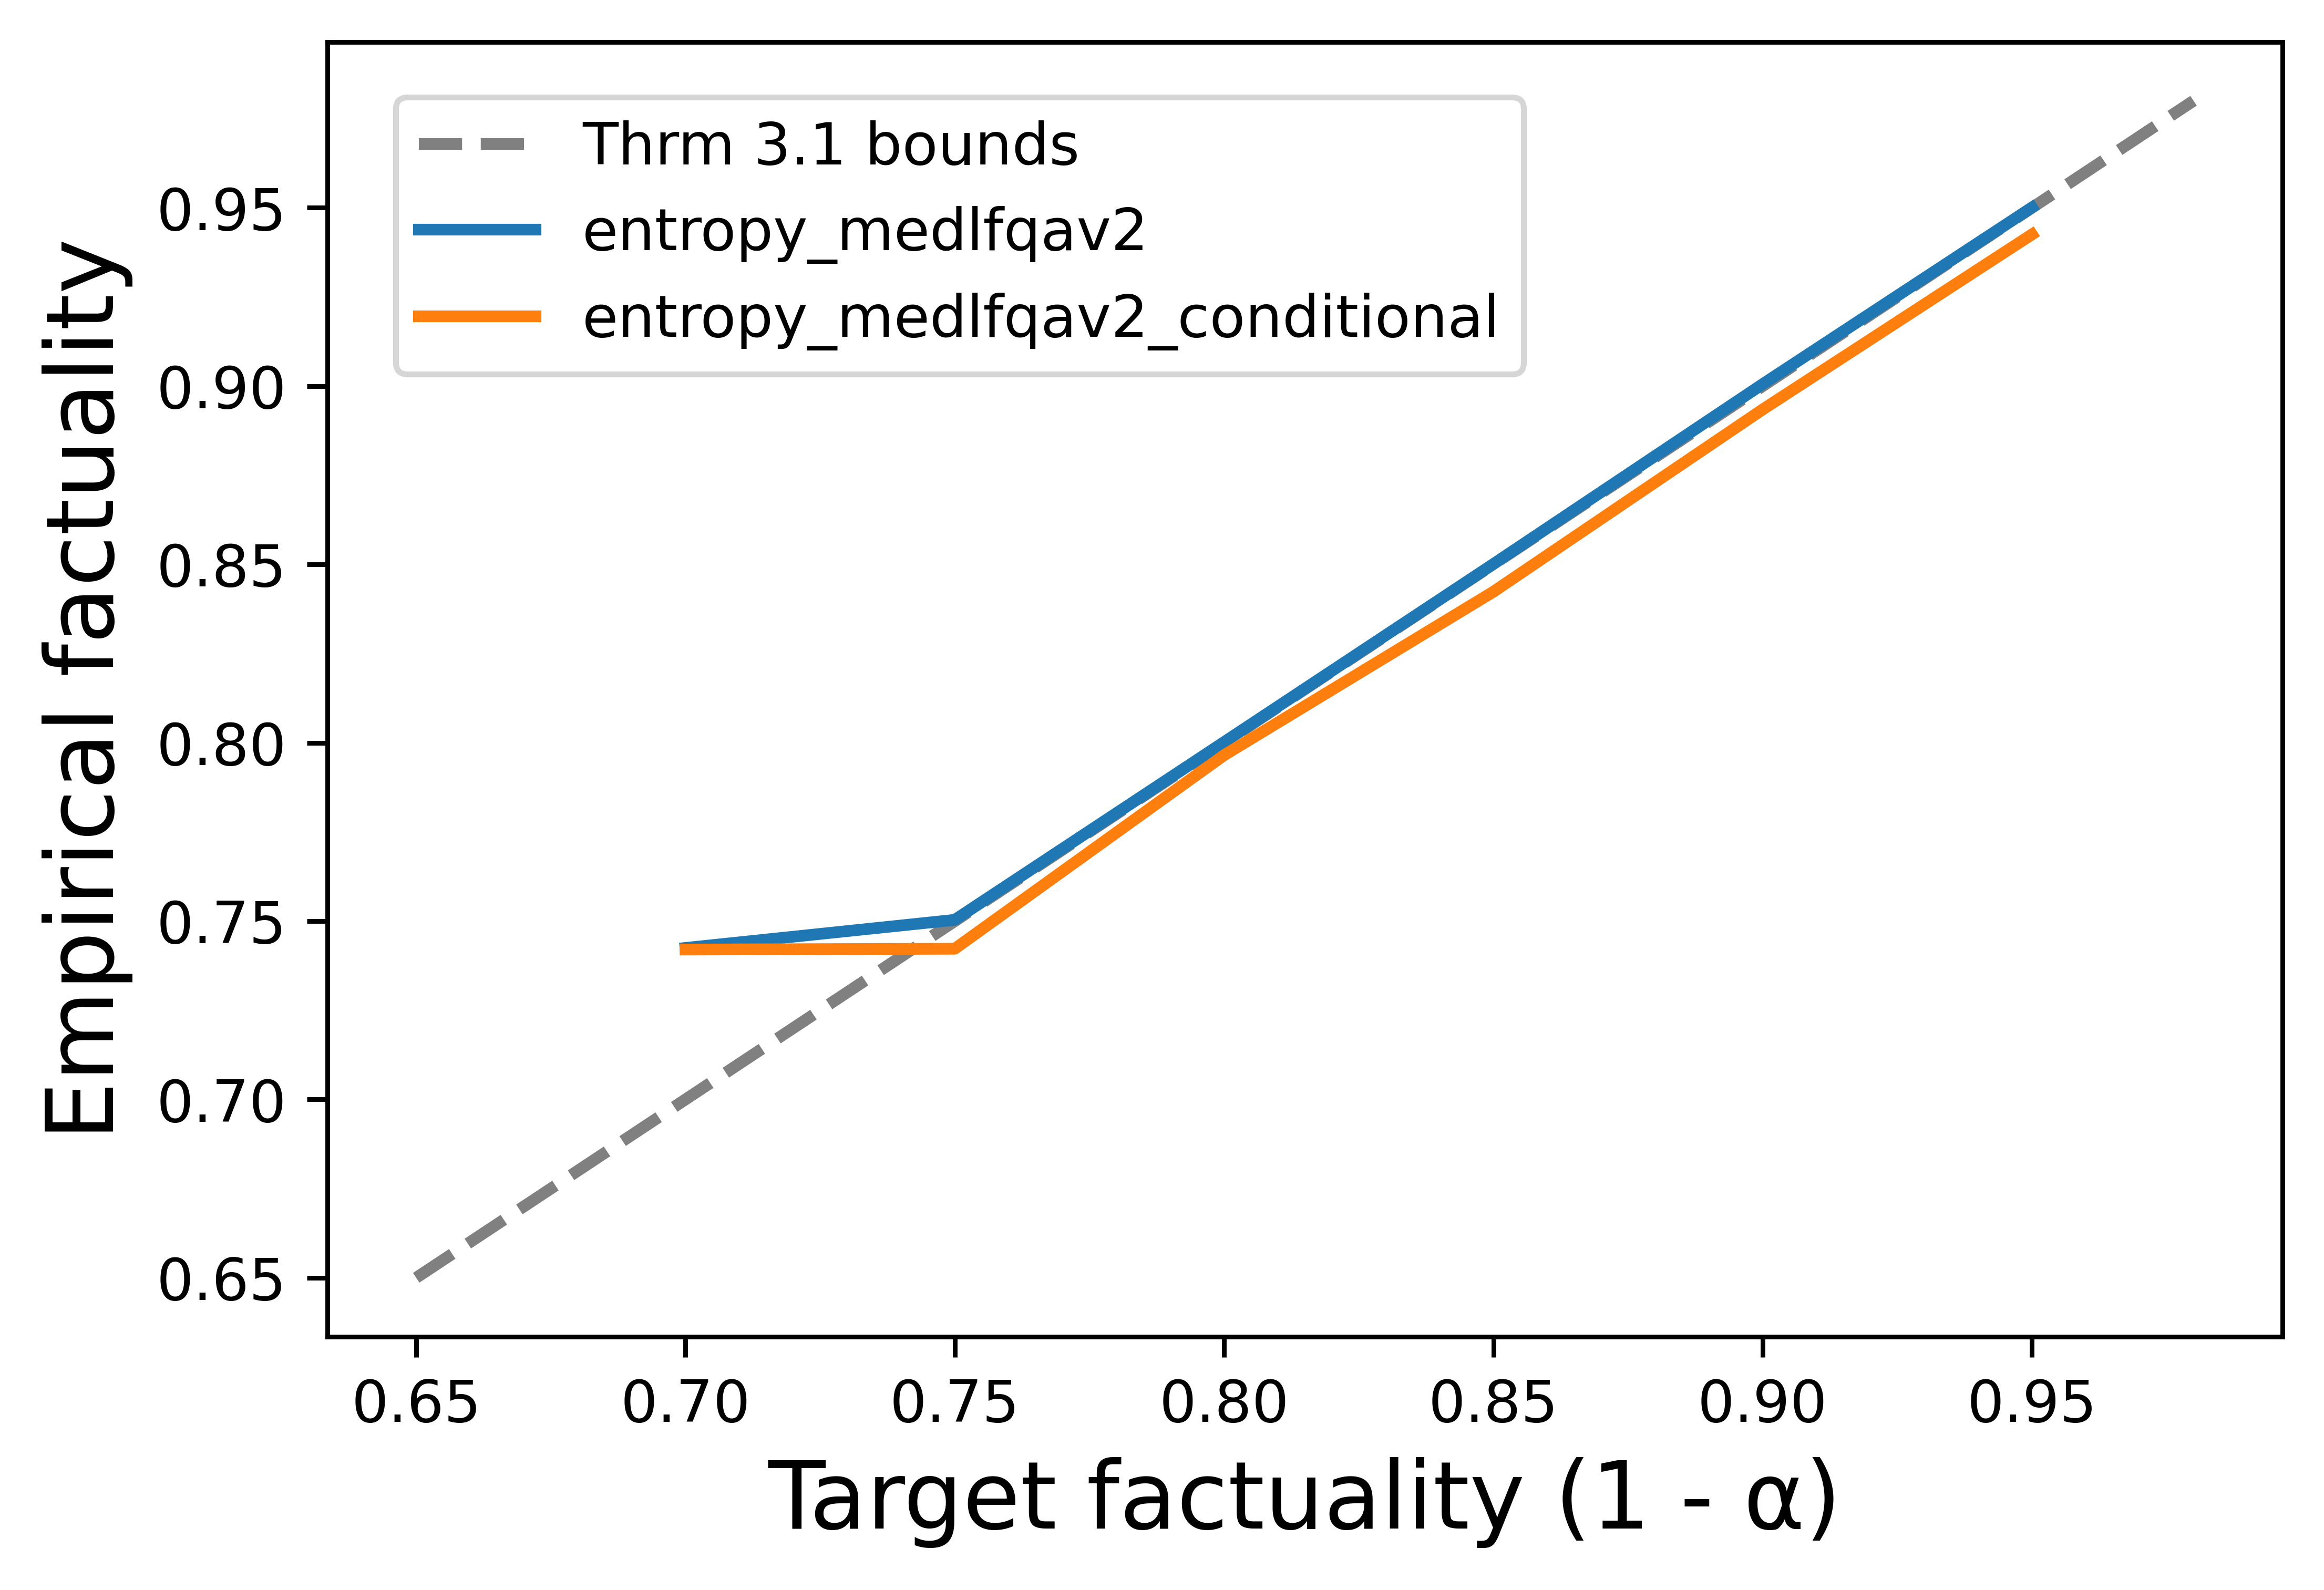 Thrm 3.1 bounds
entropy_medlfqav2
entropy_medlfqav2_conditional
Empirical factuality
0.95
0.90
0.85
0.80
0.75
0.70
0.65
0.65 0.70 0.75 0.80 0.85 0.90 0.95
Target factuality (1 - α)